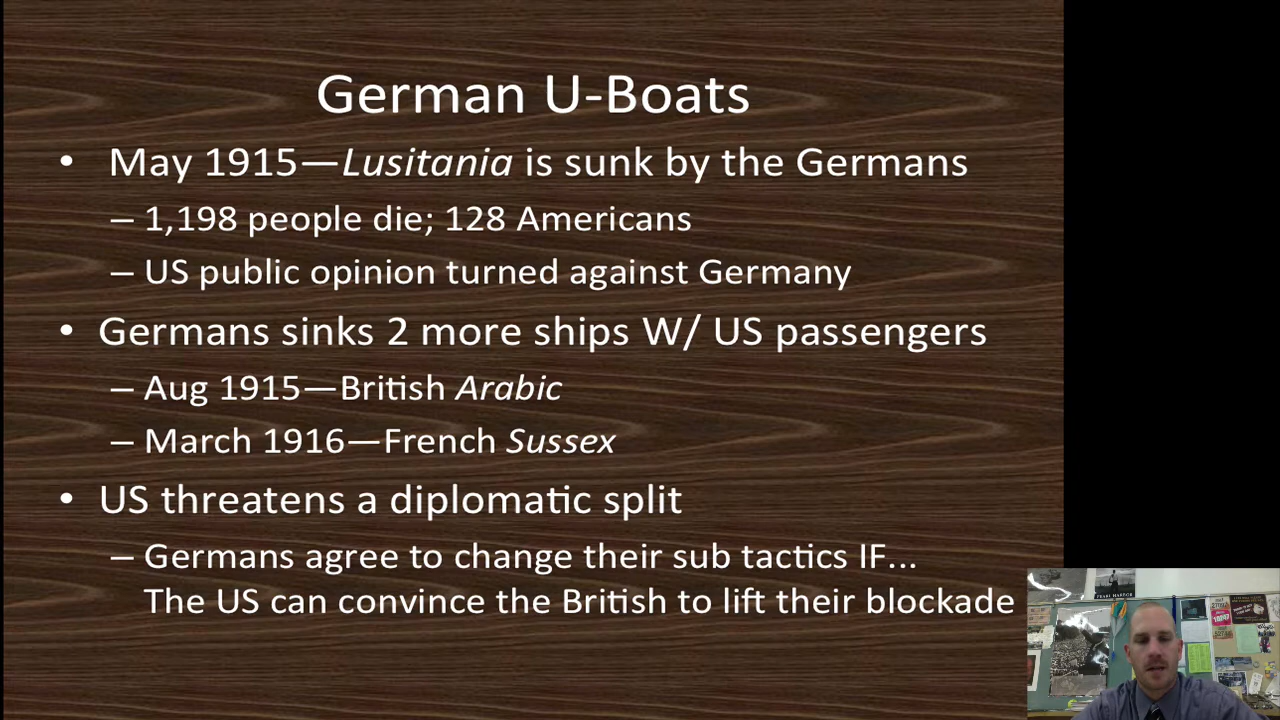 German U-Boats
• May 1915—Lusitania is sunk by the Germans
– 1,198 people die; 128 Americans
– US public opinion turned against Germany
• Germans sinks 2 more ships W/ US passengers
– Aug 1915—British Arabic
– March 1916—French Sussex
• US threatens a diplomatic split
– Germans agree to change their sub tactics IF...
The US can convince the British to lift their blockade
PEARL HARBOR